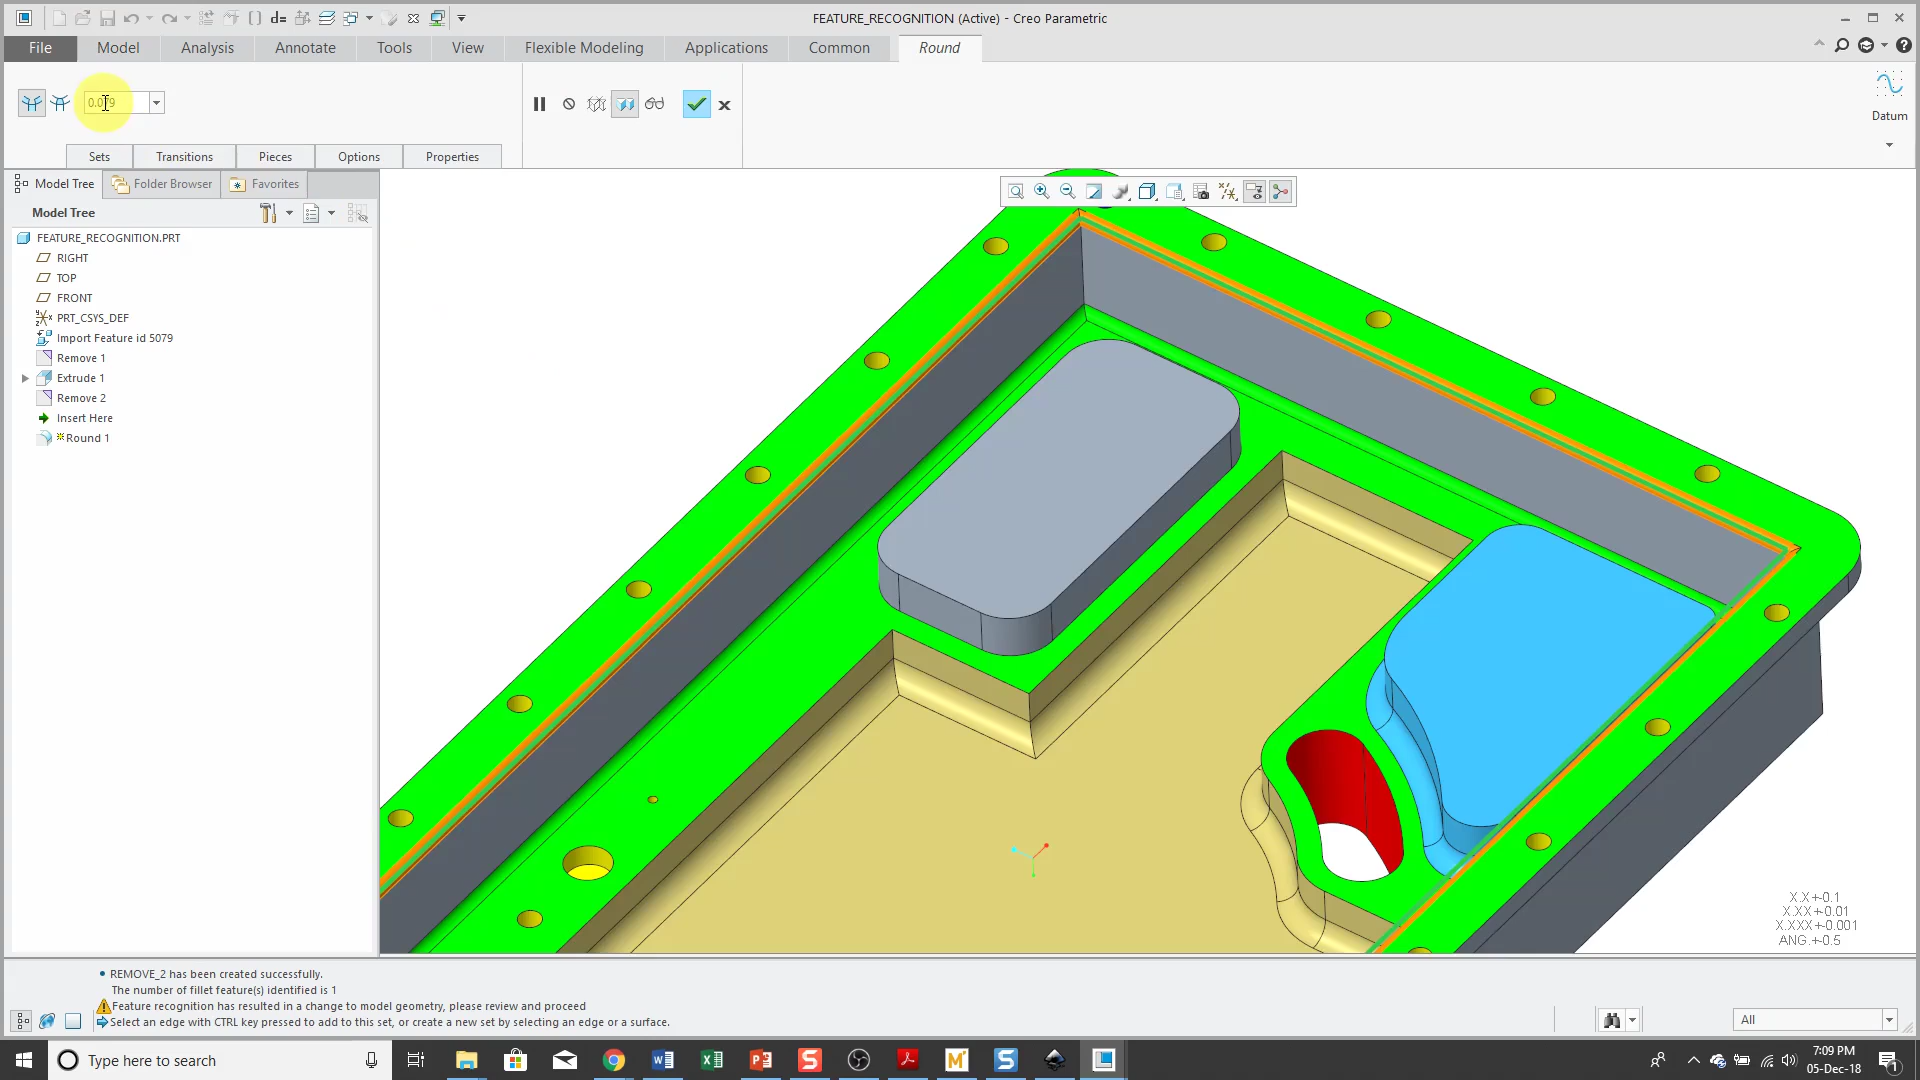 FEATURE_RECOGNITION (Active) - Creo Parametric
File Model Analysis Annotate Tools View Flexible Modeling Applications Common Round
0.079
Datum
Sets Transitions Pieces Options Properties
Model Tree Folder Browser Favorites
Model Tree
FEATURE_RECOGNITION.PRT
RIGHT
TOP
FRONT
PRT_CSYS_DEF
Import Feature id 5079
Remove 1
Extrude 1
Remove 2
Insert Here
Round 1
X.X+-0.1
X.XX+-0.01
X.XXX+-0.001
ANG.+-0.5
REMOVE_2 has been created successfully.
The number of fillet feature(s) identified is 1
Feature recognition has resulted in a change to model geometry, please review and proceed
Select an edge with CTRL key pressed to add to this set, or create a new set by selecting an edge or a surface.
All
Type here to search
7:09 PM
05-Dec-18